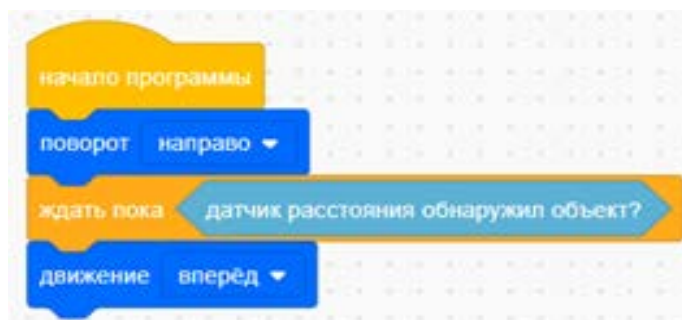 начало программы
поворот направо
ждать пока датчик расстояния обнаружил объект?
движение вперёд